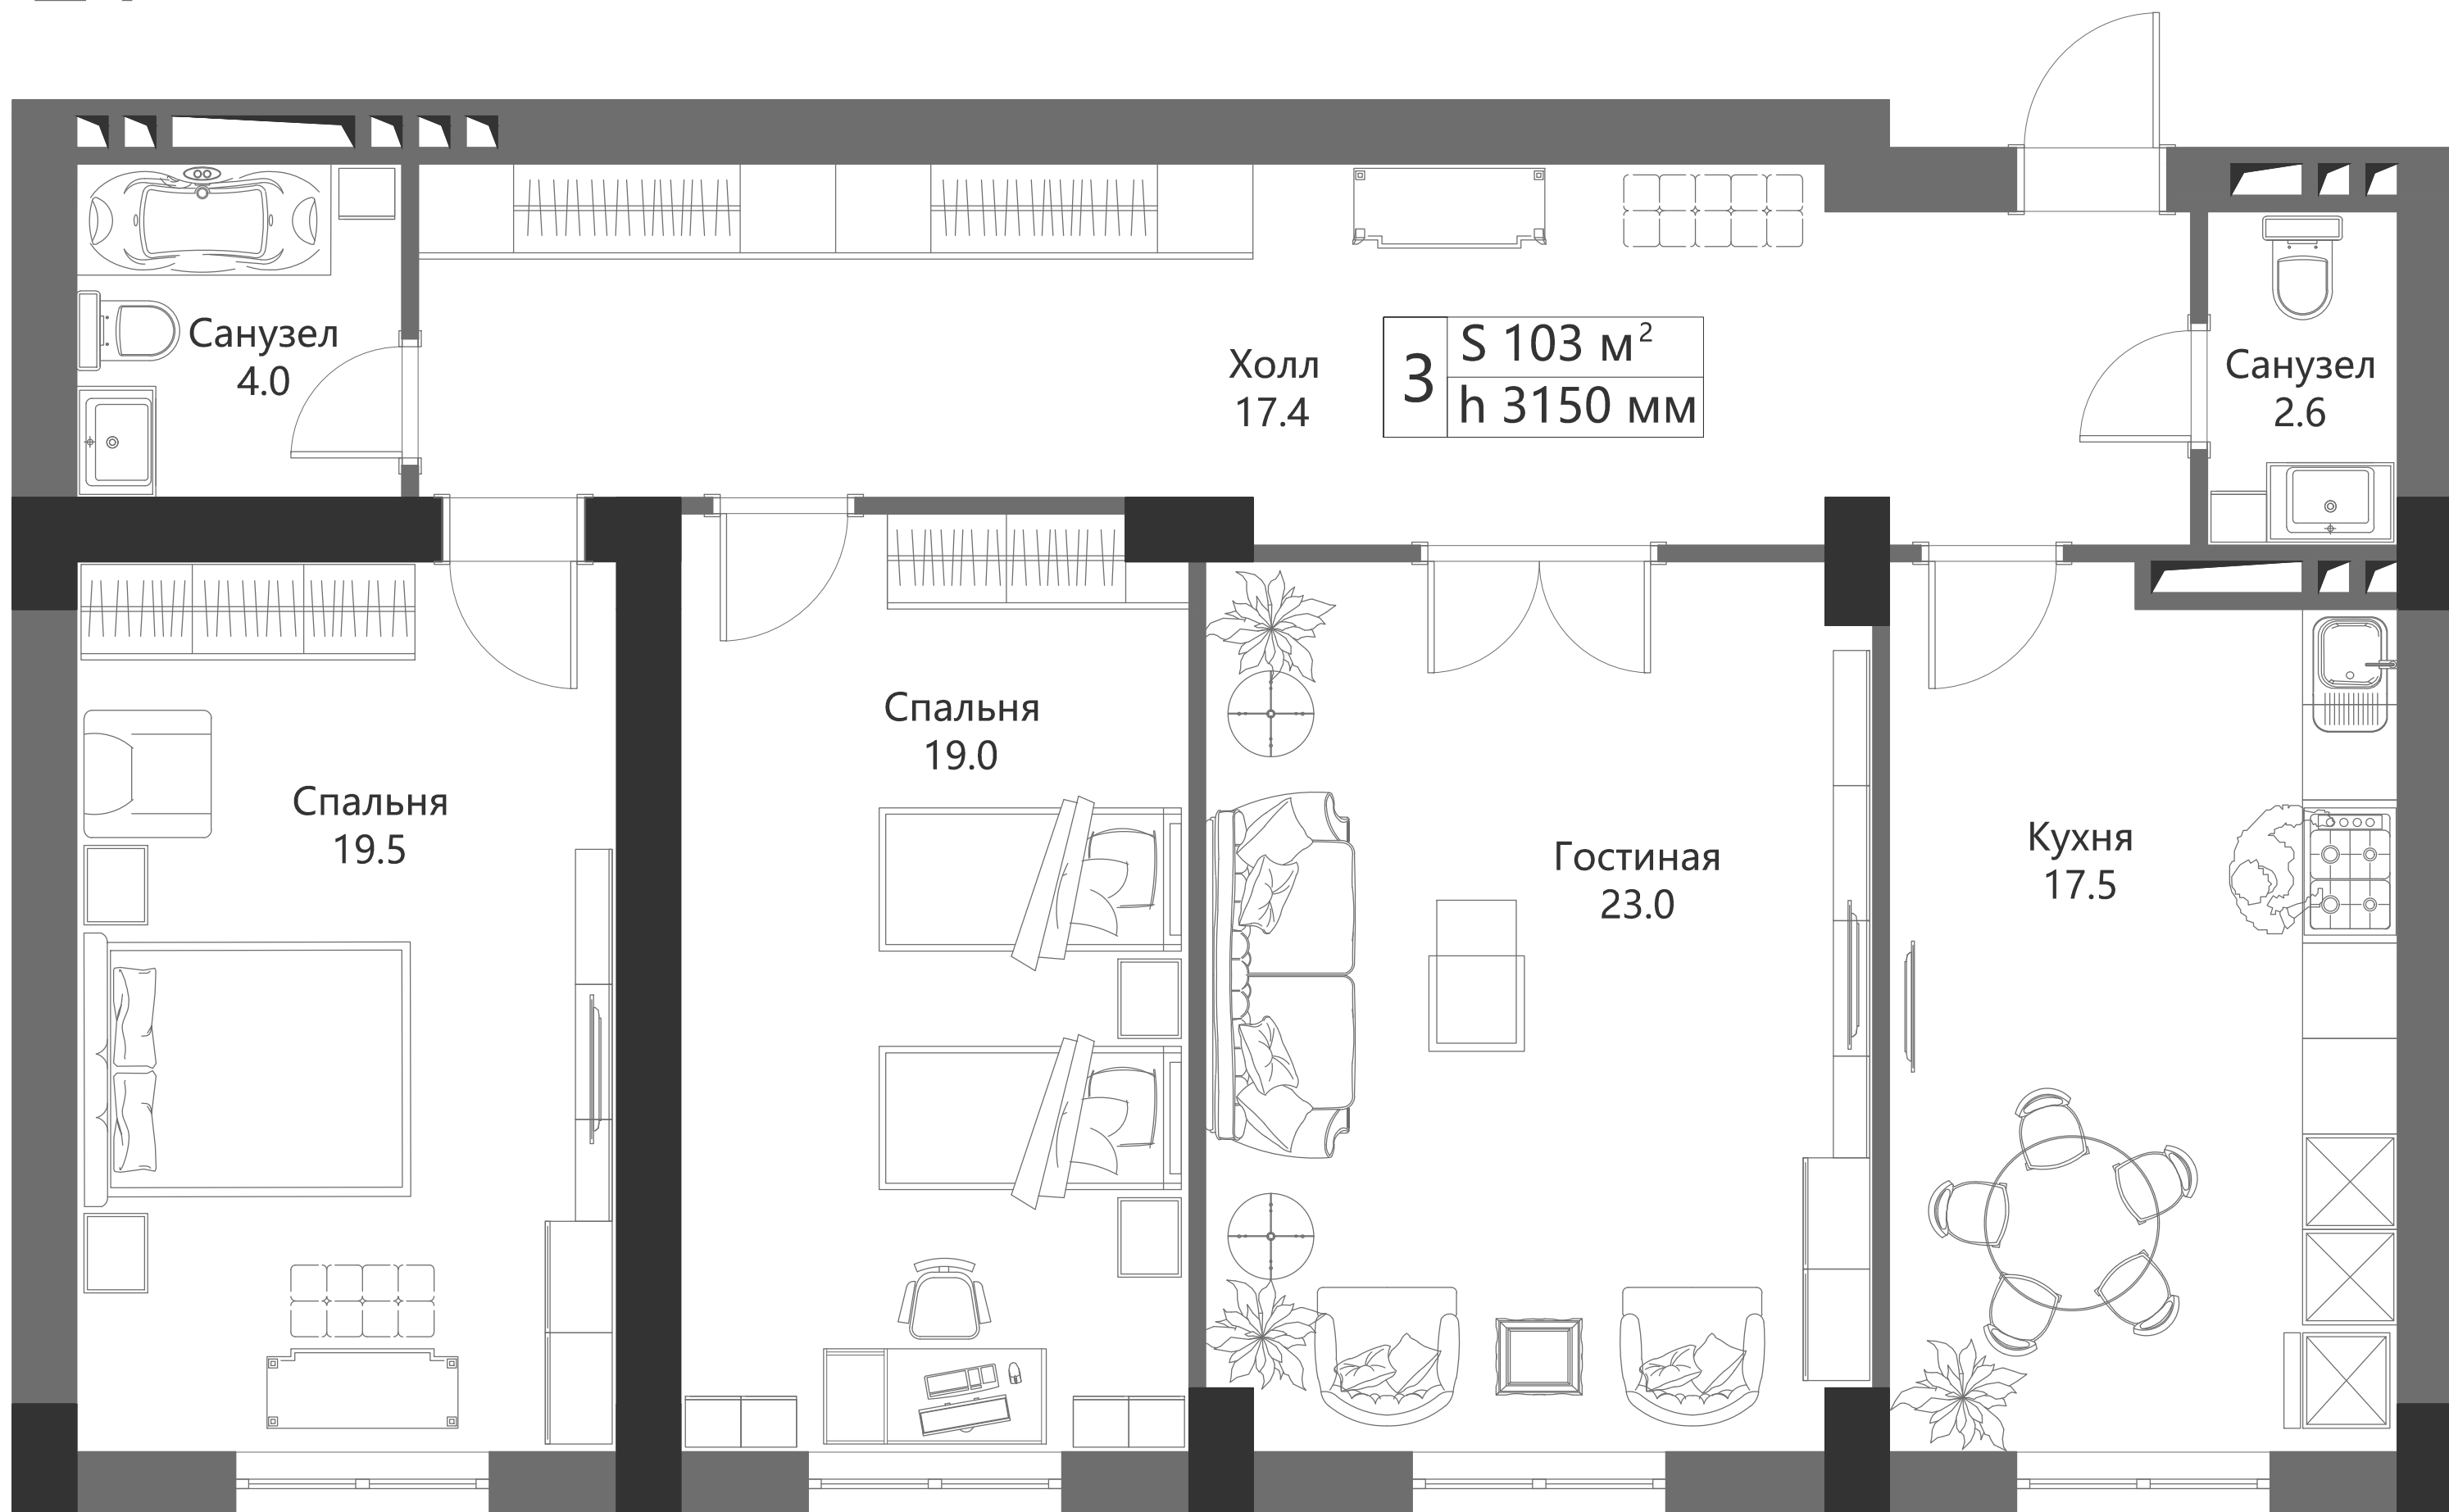 Санузел
4.0
Холл
17.4
3
S 103 м²
h 3150 мм
Санузел
2.6
Спальня
19.5
Спальня
19.0
Гостиная
23.0
Кухня
17.5